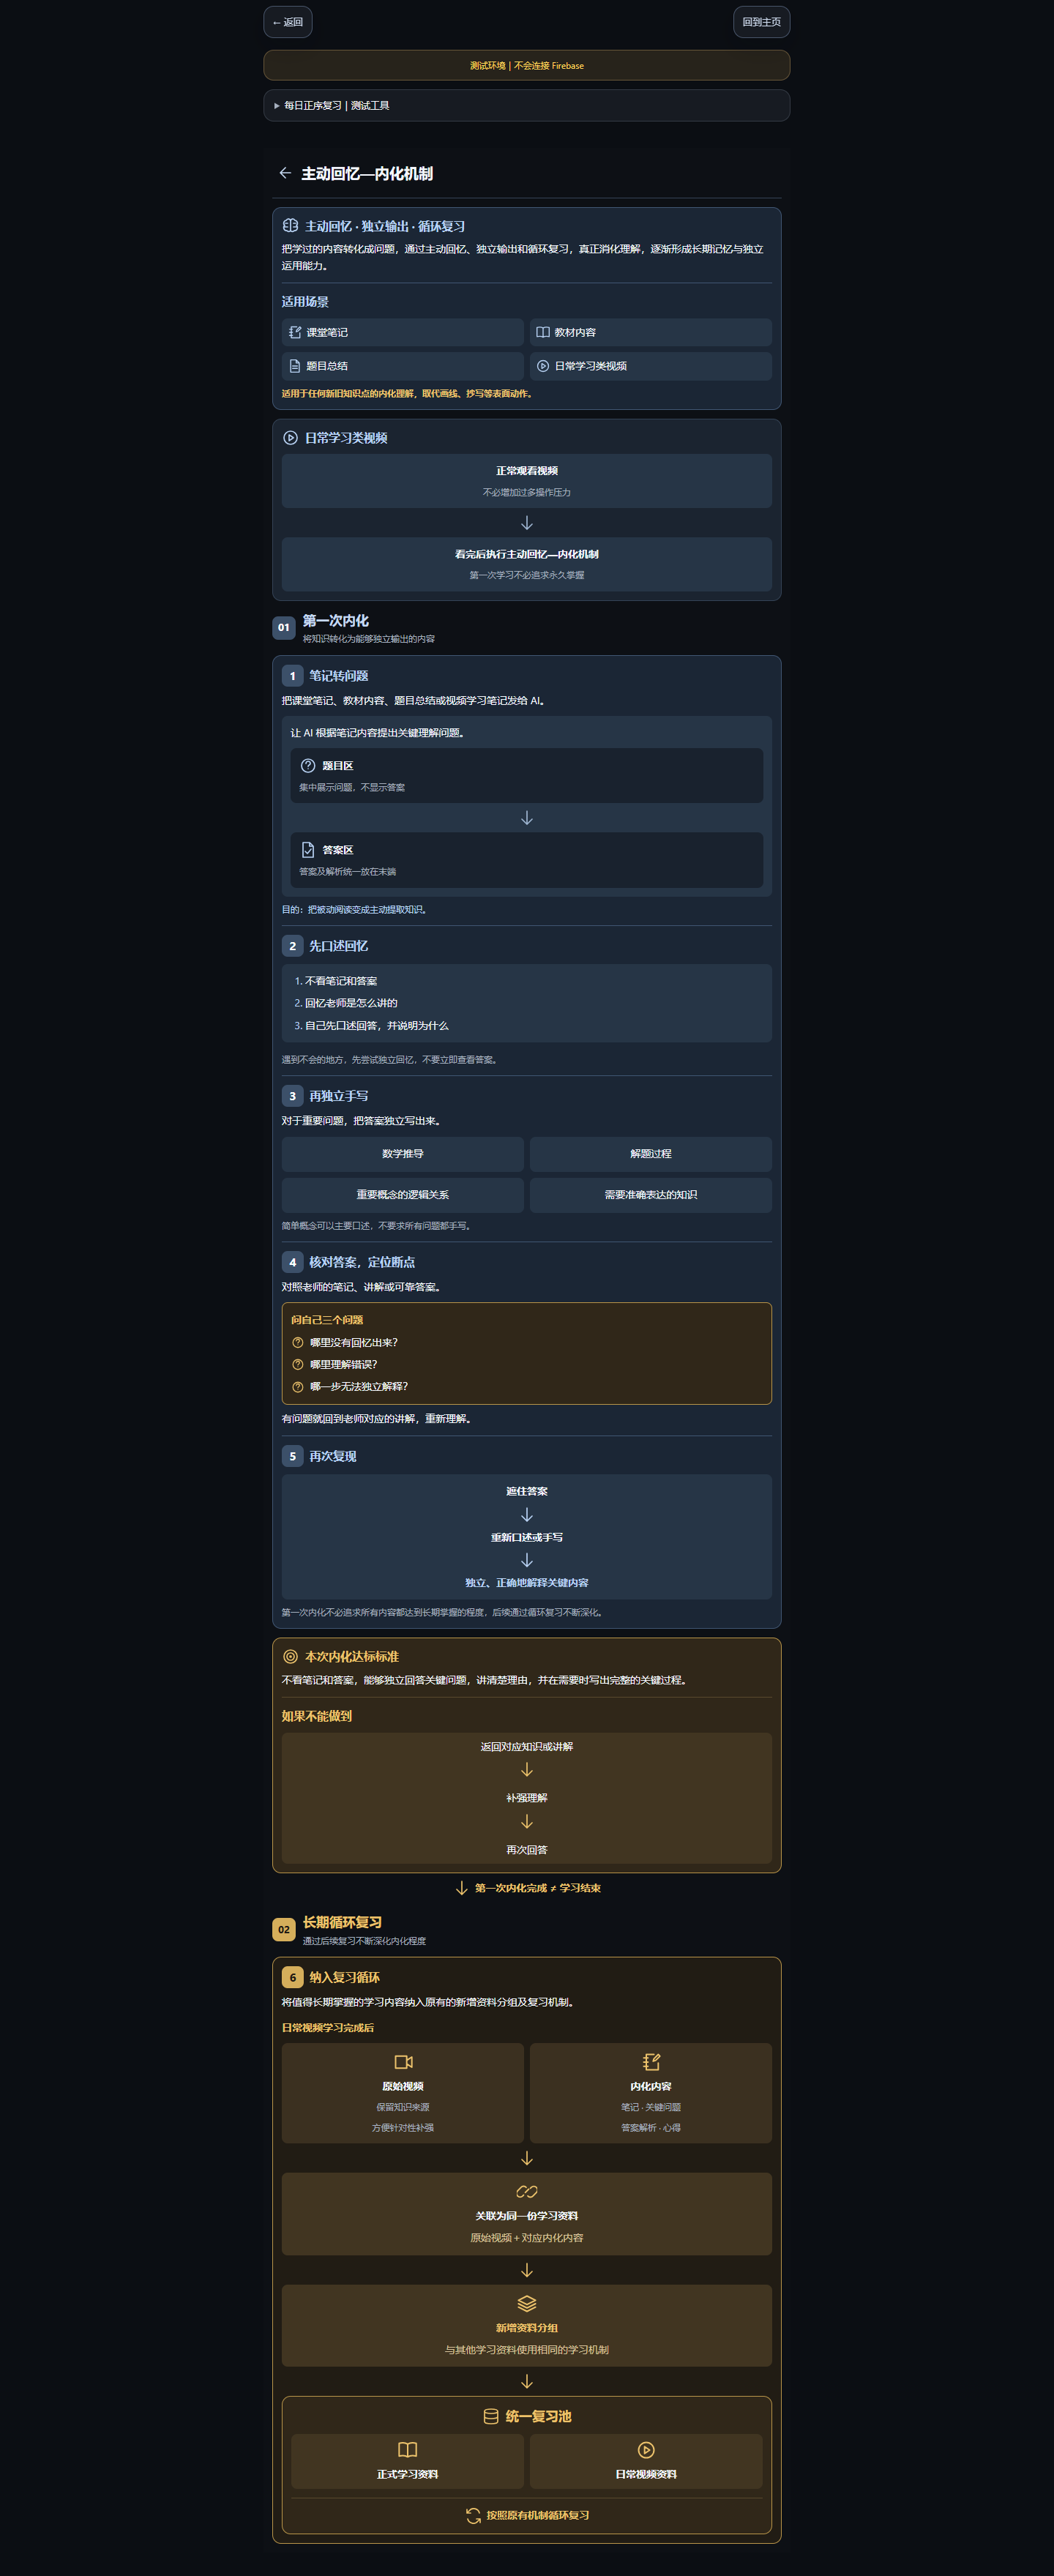 ← 返回
回到主页
测试环境 | 不会连接 Firebase
▶ 每日正序复习 | 测试工具
主动回忆—内化机制
主动回忆 · 独立输出 · 循环复习
把学过的内容转化成问题，通过主动回忆、独立输出和循环复习，真正消化理解，逐渐形成长期记忆与独立
运用能力。
适用场景
课堂笔记
教材内容
题目总结
日常学习类视频
适用于任何新旧知识点的内化理解，取代画线、抄写等表面动作。
日常学习类视频
正常观看视频
不必增加过多操作压力
看完后执行主动回忆—内化机制
第一次学习不必追求永久掌握
01
第一次内化
将知识转化为能够独立输出的内容
1 笔记转问题
把课堂笔记、教材内容、题目总结或视频学习笔记发给 AI。
让 AI 根据笔记内容提出关键理解问题。
题目区
集中展示问题，不显示答案
答案区
答案及解析统一放在末端
目的：把被动阅读变成主动提取知识。
2 先口述回忆
1. 不看笔记和答案
2. 回忆老师是怎么讲的
3. 自己先口述回答，并说明为什么
遇到不会的地方，先尝试独立回忆，不要立即查看答案。
3 再独立手写
对于重要问题，把答案独立写出来。
数学推导
解题过程
重要概念的逻辑关系
需要准确表达的知识
简单概念可以主要口述，不要求所有问题都手写。
4 核对答案，定位断点
对照老师的笔记、讲解或可靠答案。
问自己三个问题
哪里没有回忆出来？
哪里理解错误？
哪一步无法独立解释？
有问题就回到老师对应的讲解，重新理解。
5 再次复现
遮住答案
重新口述或手写
独立、正确地解释关键内容
第一次内化不必追求所有内容都达到长期掌握的程度，后续通过循环复习不断深化。
本次内化达标标准
不看笔记和答案，能够独立回答关键问题，讲清楚理由，并在需要时写出完整的关键过程。
如果不能做到
返回对应知识或讲解
补强理解
再次回答
第一次内化完成 ≠ 学习结束
02
长期循环复习
通过后续复习不断深化内化程度
6 纳入复习循环
将值得长期掌握的学习内容纳入原有的新增资料分组及复习机制。
日常视频学习完成后
原始视频
保留知识来源
方便针对性补强
内化内容
笔记 · 关键问题
答案解析 · 心得
关联为同一份学习资料
原始视频 + 对应内化内容
新增资料分组
与其他学习资料使用相同的学习机制
统一复习池
正式学习资料
日常视频资料
按照原有机制循环复习